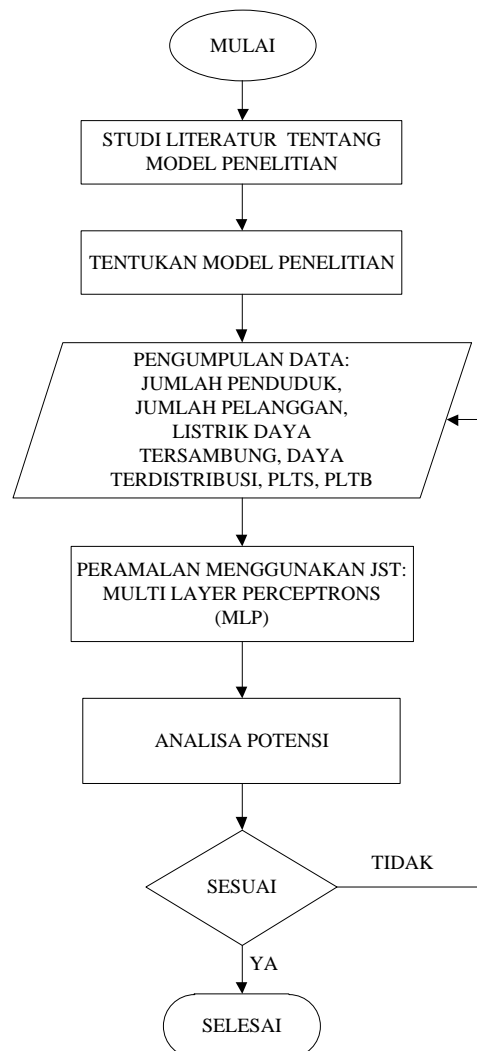 MULAI
STUDI LITERATUR TENTANG
MODEL PENELITIAN
TENTUKAN MODEL PENELITIAN
PENGUMPULAN DATA:
JUMLAH PENDUDUK,
JUMLAH PELANGGAN,
LISTRIK DAYA
TERSAMBUNG, DAYA
TERDISTRIBUSI, PLTS, PLTB
PERAMALAN MENGGUNAKAN JST:
MULTI LAYER PERCEPTRONS
(MLP)
ANALISA POTENSI
SESUAI
TIDAK
YA
SELESAI